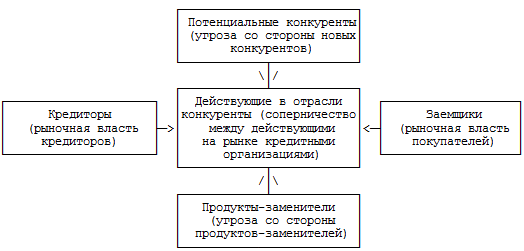 Потенциальные конкуренты
(угроза со стороны новых
конкурентов)
Действующие в отрасли
конкуренты (соперничество
между действующими
на рынке кредитными
организациями)
Кредиторы
(рыночная власть
кредиторов)
Заемщики
(рыночная власть
покупателей)
Продукты-заменители
(угроза со стороны
продуктов-заменителей)